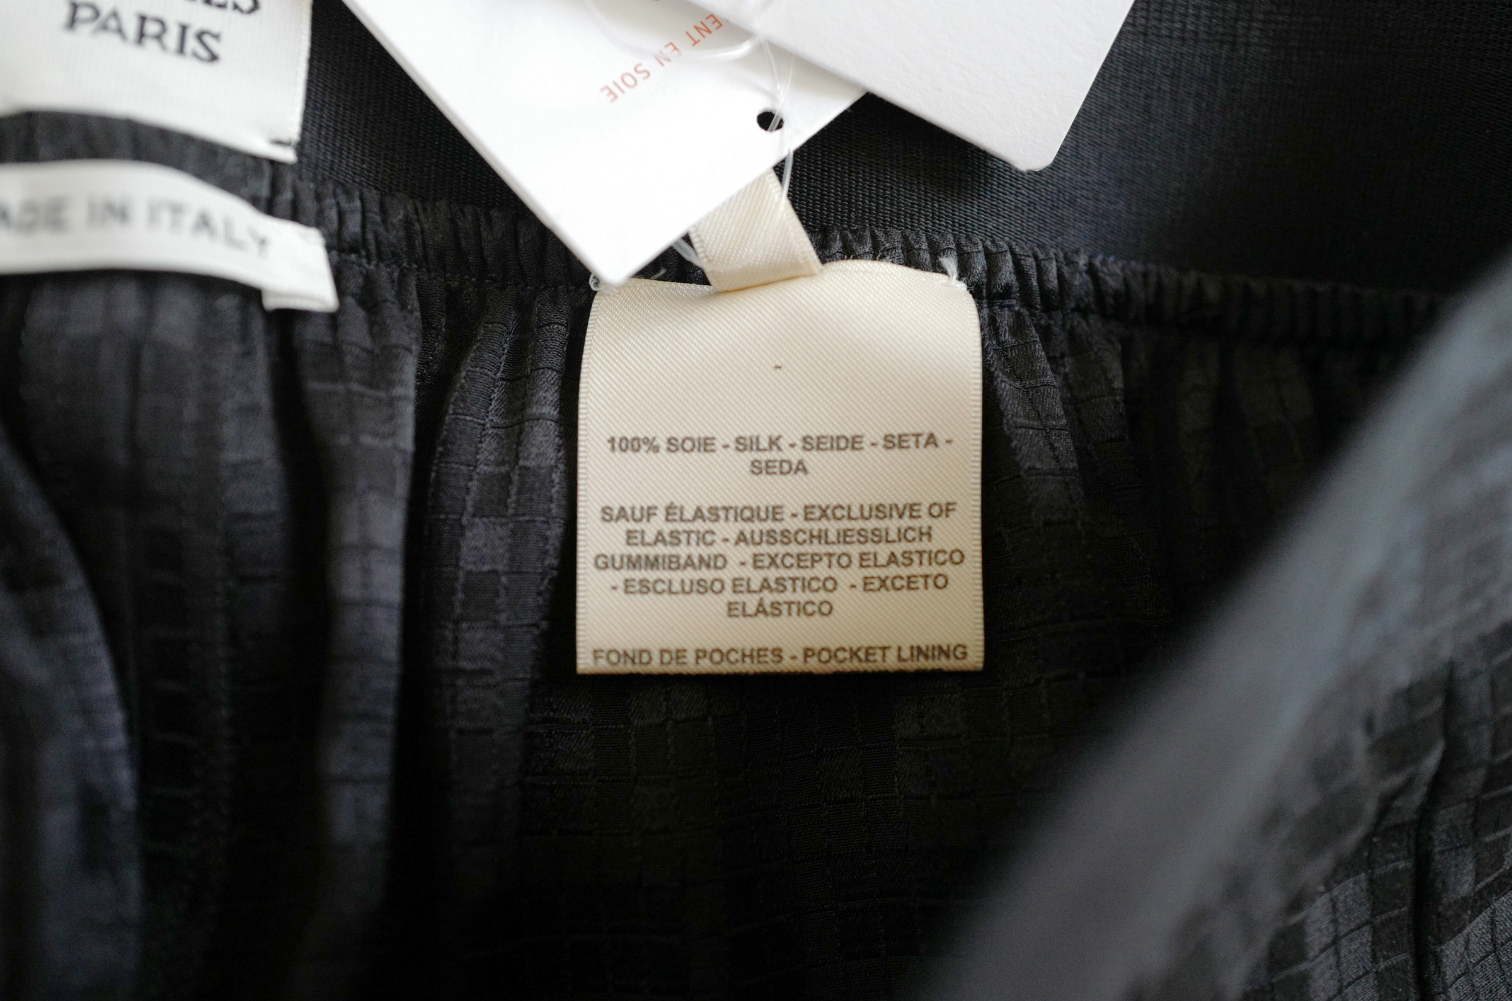 PARIS
ENT EN SOIE
ADE IN ITALY
-
100% SOIE - SILK - SEIDE - SETA -
SEDA
SAUF ÉLASTIQUE - EXCLUSIVE OF
ELASTIC - AUSSCHLIESSLICH
GUMMIBAND - EXCEPTO ELASTICO
- ESCLUSO ELASTICO - EXCETO
ELÁSTICO
FOND DE POCHES - POCKET LINING